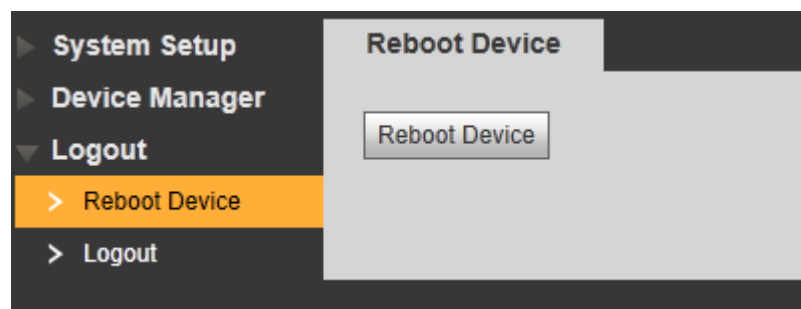 System Setup
Device Manager
Logout
> Reboot Device
> Logout
Reboot Device
Reboot Device